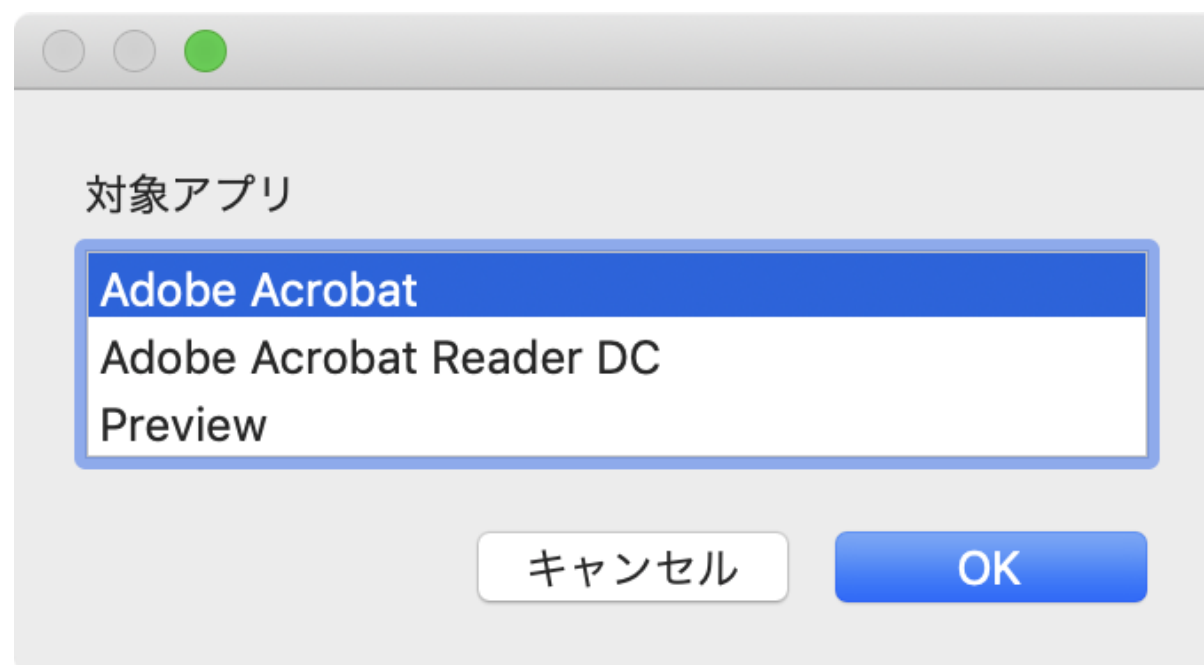 対象アプリ
Adobe Acrobat
Adobe Acrobat Reader DC
Preview
キャンセル OK